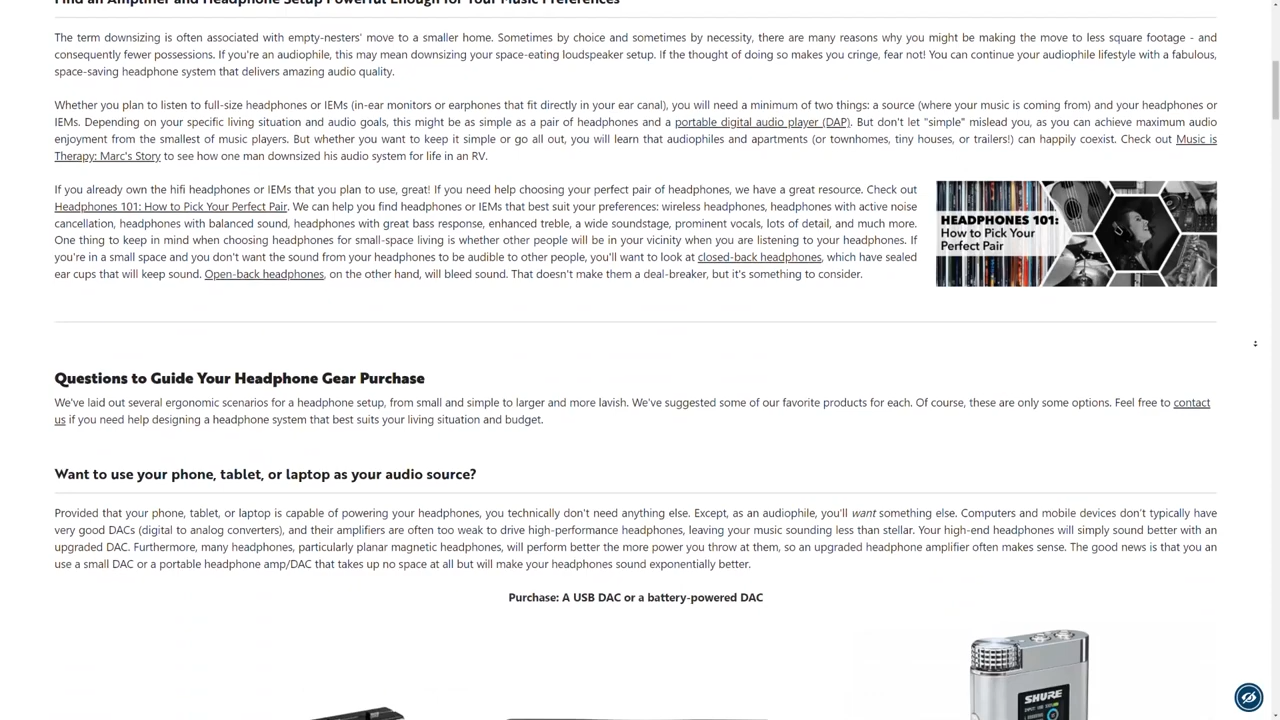 Find an Amplifier and Headphone Setup Powerful Enough for Your Music Preferences
The term downsizing is often associated with empty-nesters' move to a smaller home. Sometimes by choice and sometimes by necessity, there are many reasons why you might be making the move to less square footage - and
consequently fewer possessions. If you're an audiophile, this may mean downsizing your space-eating loudspeaker setup. If the thought of doing so makes you cringe, fear not! You can continue your audiophile lifestyle with a fabulous,
space-saving headphone system that delivers amazing audio quality.
Whether you plan to listen to full-size headphones or IEMs (in-ear monitors or earphones that fit directly in your ear canal), you will need a minimum of two things: a source (where your music is coming from) and your headphones or
IEMs. Depending on your specific living situation and audio goals, this might be as simple as a pair of headphones and a portable digital audio player (DAP). But don't let "simple" mislead you, as you can achieve maximum audio
enjoyment from the smallest of music players. But whether you want to keep it simple or go all out, you will learn that audiophiles and apartments (or townhomes, tiny houses, or trailers!) can happily coexist. Check out Music is
Therapy: Marc's Story to see how one man downsized his audio system for life in an RV.
If you already own the hifi headphones or IEMs that you plan to use, great! If you need help choosing your perfect pair of headphones, we have a great resource. Check out
Headphones 101: How to Pick Your Perfect Pair. We can help you find headphones or IEMs that best suit your preferences: wireless headphones, headphones with active noise
cancellation, headphones with balanced sound, headphones with great bass response, enhanced treble, a wide soundstage, prominent vocals, lots of detail, and much more.
One thing to keep in mind when choosing headphones for small-space living is whether other people will be in your vicinity when you are listening to your headphones. If
you're in a small space and you don't want the sound from your headphones to be audible to other people, you'll want to look at closed-back headphones, which have sealed
ear cups that will keep sound. Open-back headphones, on the other hand, will bleed sound. That doesn't make them a deal-breaker, but it's something to consider.
HEADPHONES 101:
How to Pick Your
Perfect Pair
Questions to Guide Your Headphone Gear Purchase
We've laid out several ergonomic scenarios for a headphone setup, from small and simple to larger and more lavish. We've suggested some of our favorite products for each. Of course, these are only some options. Feel free to contact
us if you need help designing a headphone system that best suits your living situation and budget.
Want to use your phone, tablet, or laptop as your audio source?
Provided that your phone, tablet, or laptop is capable of powering your headphones, you technically don't need anything else. Except, as an audiophile, you'll want something else. Computers and mobile devices don't typically have
very good DACs (digital to analog converters), and their amplifiers are often too weak to drive high-performance headphones, leaving your music sounding less than stellar. Your high-end headphones will simply sound better with an
upgraded DAC. Furthermore, many headphones, particularly planar magnetic headphones, will perform better the more power you throw at them, so an upgraded headphone amplifier often makes sense. The good news is that you can
use a small DAC or a portable headphone amp/DAC that takes up no space at all but will make your headphones sound exponentially better.
Purchase: A USB DAC or a battery-powered DAC
SHURE